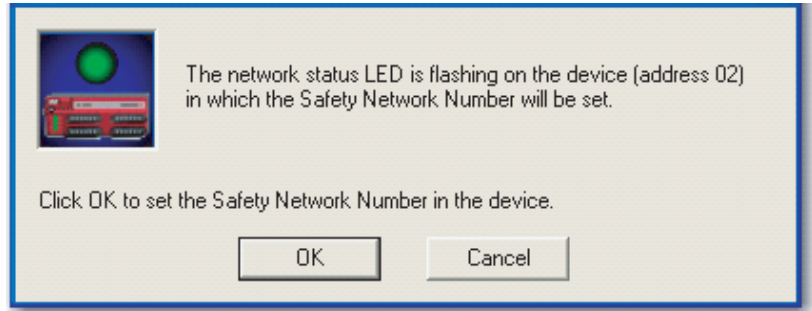 The network status LED is flashing on the device (address 02)
in which the Safety Network Number will be set.
Click OK to set the Safety Network Number in the device.
OK
Cancel